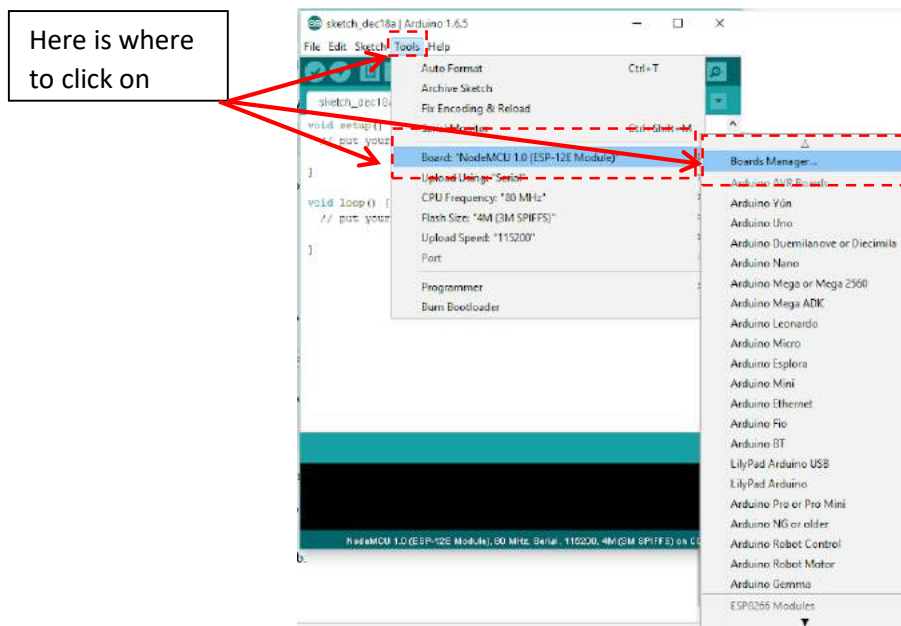 Here is where
to click on
sketch_dec18a | Arduino 1.6.5
File Edit Sketch Tools Help
sketch_dec18a
void setup()
// put your
}
void loop() {
// put your
}
Auto Format Ctrl+T
Archive Sketch
Fix Encoding & Reload
Serial Monitor Ctrl+Shift+M
Board: "NodeMCU 1.0 (ESP-12E Module)
Upload Using: "Serial"
CPU Frequency: "80 MHz"
Flash Size: "4M (3M SPIFFS)"
Upload Speed: "115200"
Port
Programmer
Burn Bootloader
Boards Manager...
Arduino AVR Boards
Arduino Yún
Arduino Uno
Arduino Duemilanove or Diecimila
Arduino Nano
Arduino Mega or Mega 2560
Arduino Mega ADK
Arduino Leonardo
Arduino Micro
Arduino Esplora
Arduino Mini
Arduino Ethernet
Arduino Fio
Arduino BT
LilyPad Arduino USB
LilyPad Arduino
Arduino Pro or Pro Mini
Arduino NG or older
Arduino Robot Control
Arduino Robot Motor
Arduino Gemma
ESP8266 Modules
NodeMCU 1.0 (ESP-12E Module), 80 MHz, Serial, 115200, 4M (3M SPIFFS) on CO
b.